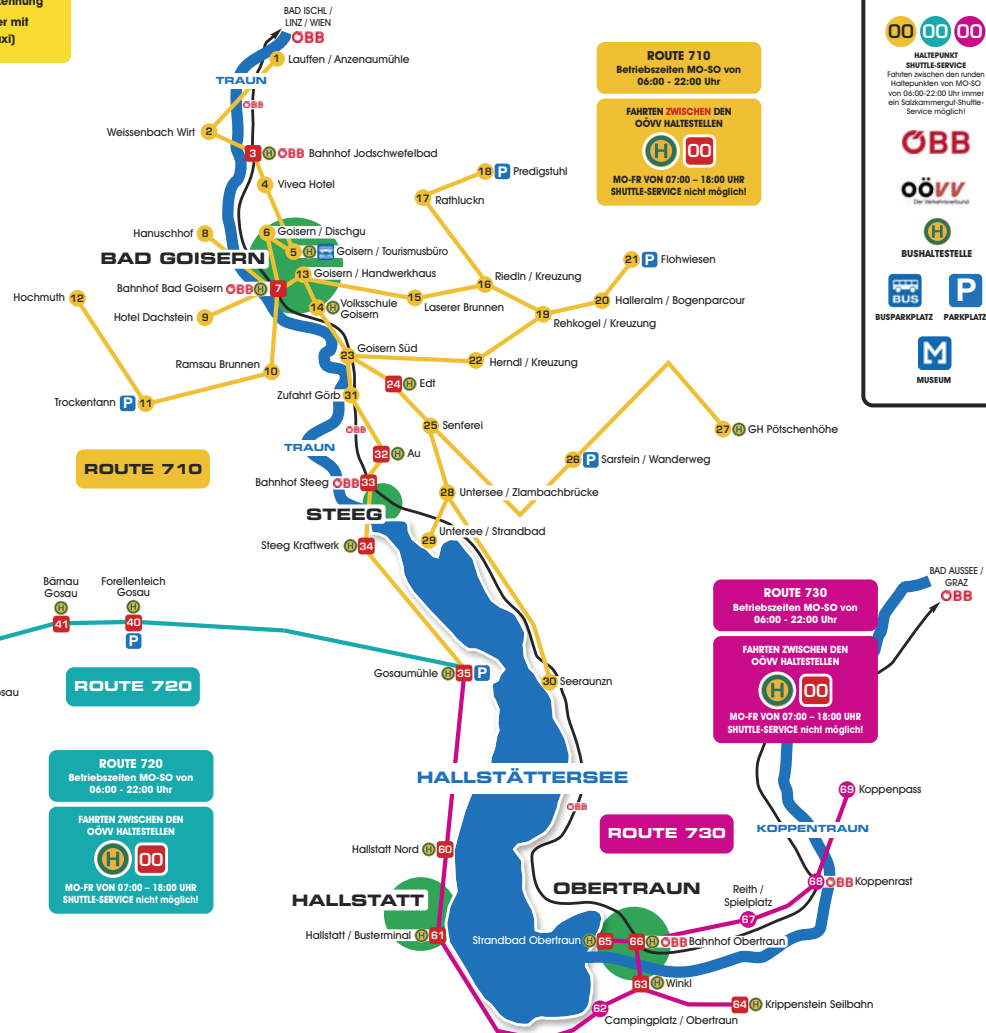 ennung
er mit
axi)
BAD ISCHL /
LINZ / WIEN
ÖBB
1 Lauffen / Anzenaumühle
TRAUN
ÖBB
Weissenbach Wirt 2
3 H ÖBB Bahnhof Jodschwefelbad
4 Vivea Hotel
Hanuschhof 8
6 Goisern / Dischgu
5 H BUS Goisern / Tourismusbüro
BAD GOISERN
13 Goisern / Handwerkhaus
Bahnhof Bad Goisern ÖBB H 7
Hochmuth 12
14 H Volksschule
Goisern
Hotel Dachstein 9
18 P Predigstuhl
17 Rathluckn
16 Riedln / Kreuzung
15 Laserer Brunnen
21 P Flohwiesen
20 Halleralm / Bogenparcour
19 Rehkogel / Kreuzung
23 Goisern Süd
22 Herndl / Kreuzung
Ramsau Brunnen 10
Trockentann P 11
24 H Edt
Zufahrt Görb 31
25 Senferei
27 H GH Pötschenhöhe
ÖBB
TRAUN
32 H Au
26 P Sarstein / Wanderweg
ROUTE 710
Bahnhof Steeg ÖBB 33
28 Untersee / Zlambachbrücke
STEEG
29 Untersee / Strandbad
Steeg Kraftwerk H 34
ROUTE 710
Betriebszeiten MO-SO von
06:00 - 22:00 Uhr
FAHRTEN ZWISCHEN DEN
OÖVV HALTESTELLEN
H 00
MO-FR VON 07:00 – 18:00 UHR
SHUTTLE-SERVICE nicht möglich!
00 00 00
HALTEPUNKT
SHUTTLE-SERVICE
Fahrten zwischen den runden
Haltepunkten von MO-SO
von 06:00-22:00 Uhr immer
ein Salzkammergut-Shuttle-
Service möglich!
ÖBB
OÖVV
Der Verkehrsverbund
H
BUSHALTESTELLE
BUS P
BUSPARKPLATZ PARKPLATZ
M
MUSEUM
Bärnau
Gosau
H
41
Forellenteich
Gosau
H
40
P
osau
ROUTE 720
Gosaumühle H 35 P
30 Seeraunzn
ROUTE 720
Betriebszeiten MO-SO von
06:00 - 22:00 Uhr
FAHRTEN ZWISCHEN DEN
OÖVV HALTESTELLEN
H 00
MO-FR VON 07:00 – 18:00 UHR
SHUTTLE-SERVICE nicht möglich!
BAD AUSSEE /
GRAZ
ÖBB
ROUTE 730
Betriebszeiten MO-SO von
06:00 - 22:00 Uhr
FAHRTEN ZWISCHEN DEN
OÖVV HALTESTELLEN
H 00
MO-FR VON 07:00 – 18:00 UHR
SHUTTLE-SERVICE nicht möglich!
HALLSTÄTTERSEE
ÖBB
69 Koppenpass
ROUTE 730
KOPPENTRAUN
Hallstatt Nord H 60
HALLSTATT
OBERTRAUN
68 ÖBB Koppenrast
Reith /
Spielplatz
67
Hallstatt / Busterminal H 61
Strandbad Obertraun H 65
66 H ÖBB Bahnhof Obertraun
63 H Winkl
62
Campingplatz / Obertraun
64 H Krippenstein Seilbahn